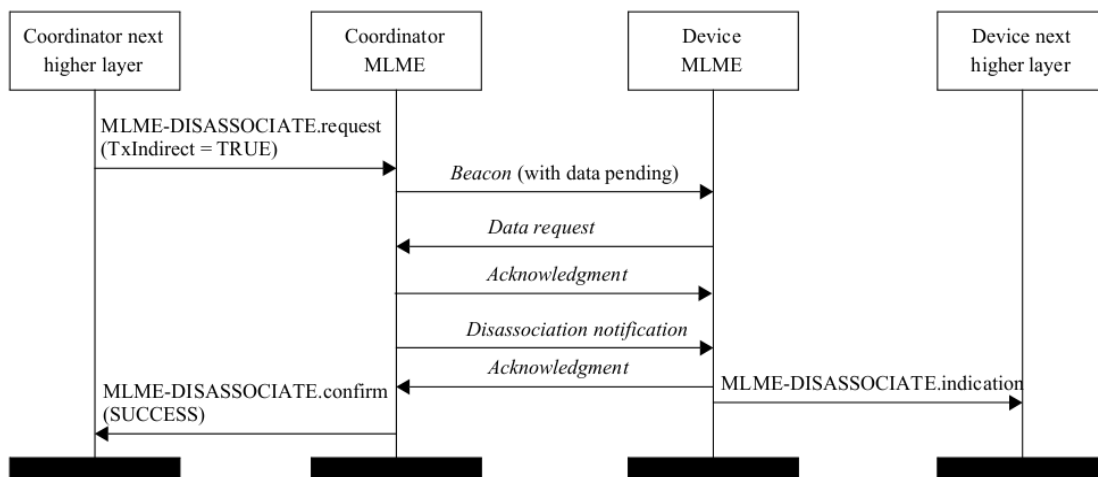 Coordinator next
higher layer
Coordinator
MLME
Device
MLME
Device next
higher layer
MLME-DISASSOCIATE.request
(TxIndirect = TRUE)
Beacon (with data pending)
Data request
Acknowledgment
Disassociation notification
Acknowledgment
MLME-DISASSOCIATE.indication
MLME-DISASSOCIATE.confirm
(SUCCESS)